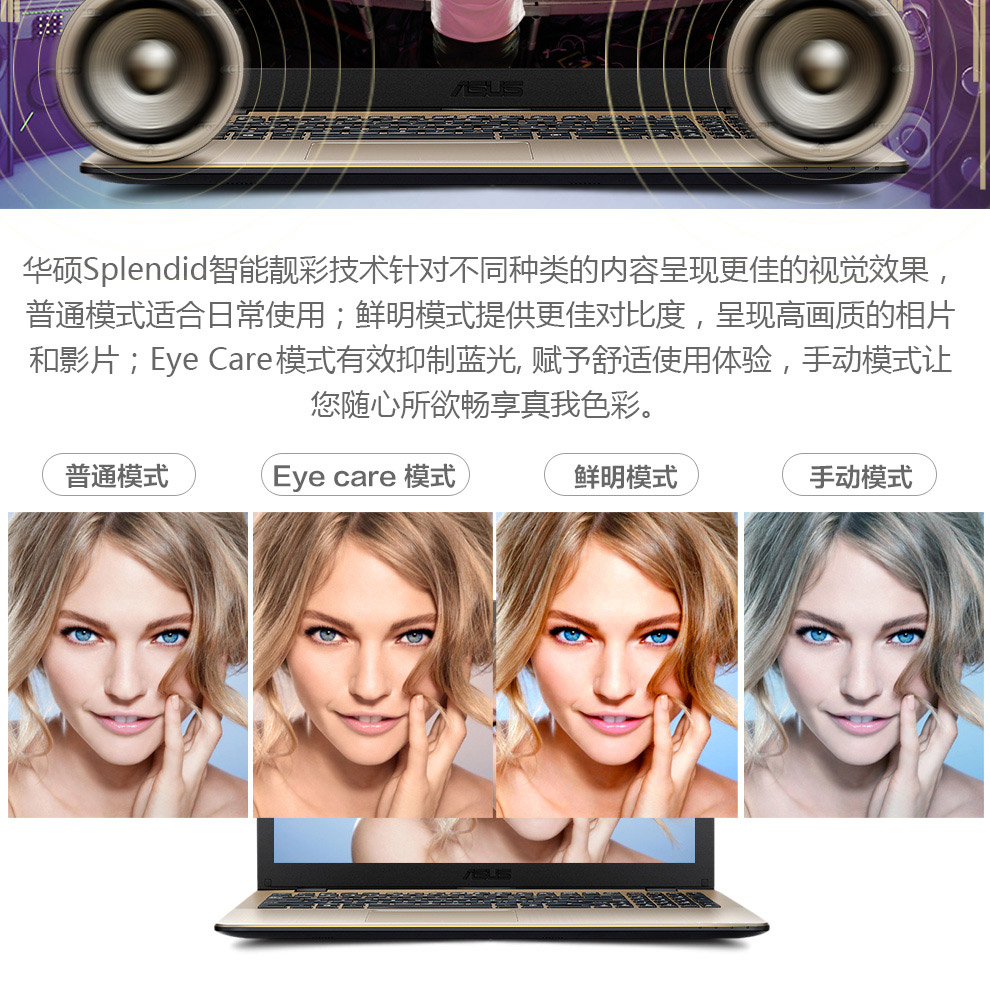 ASUS
华硕Splendid智能靓彩技术针对不同种类的内容呈现更佳的视觉效果，
普通模式适合日常使用；鲜明模式提供更佳对比度，呈现高画质的相片
和影片；Eye Care模式有效抑制蓝光, 赋予舒适使用体验，手动模式让
您随心所欲畅享真我色彩。
普通模式
Eye care 模式
鲜明模式
手动模式
ASUS